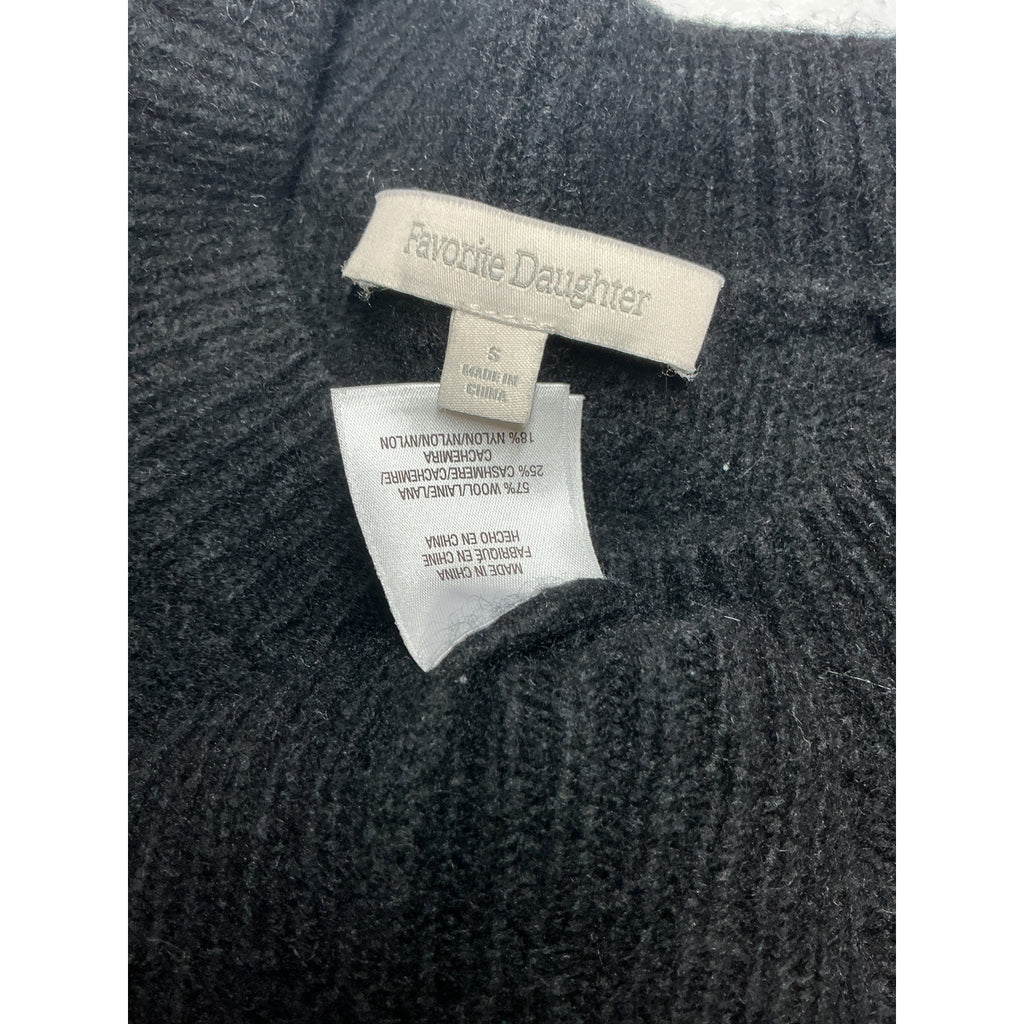 Favorite Daughter
S
MADE IN
CHINA
MADE IN CHINA
FABRIQUÉ EN CHINE
HECHO EN CHINA
57% WOOL/LAINE/LANA
25% CASHMERE/CACHEMIRE/
CACHEMIRA
18% NYLON/NYLON/NYLON